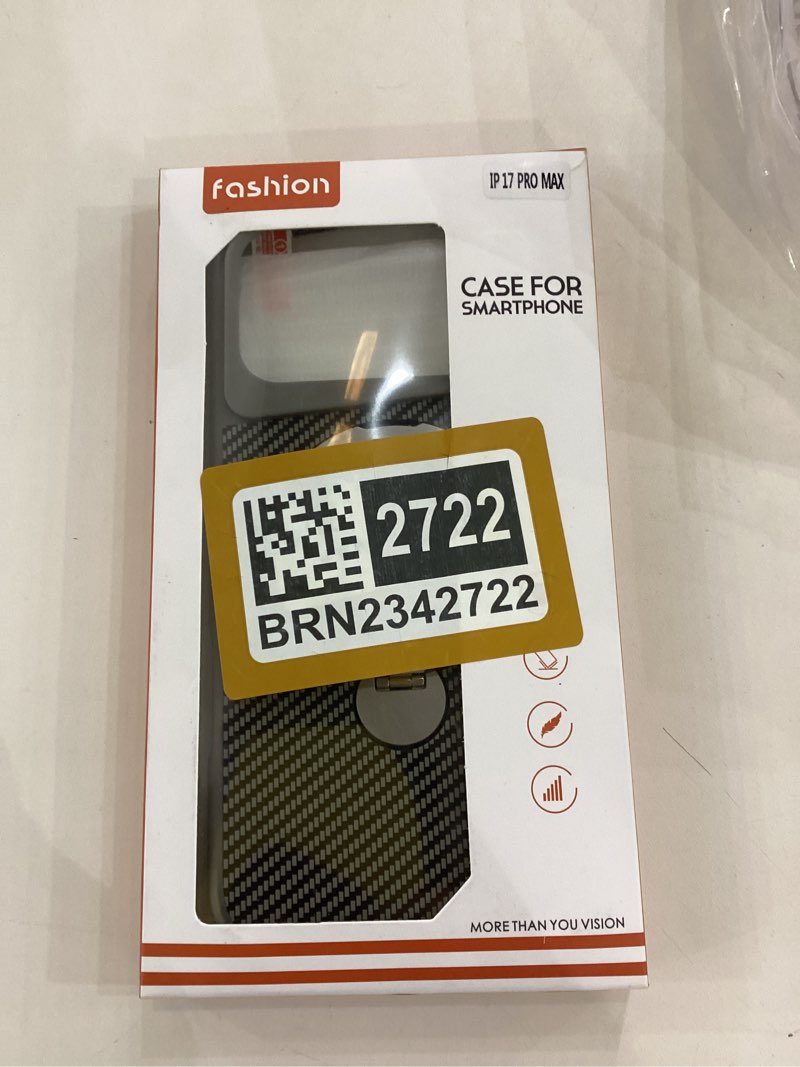 fashion
IP 17 PRO MAX
CASE FOR
SMARTPHONE
2722
BRN2342722
MORE THAN YOU VISION